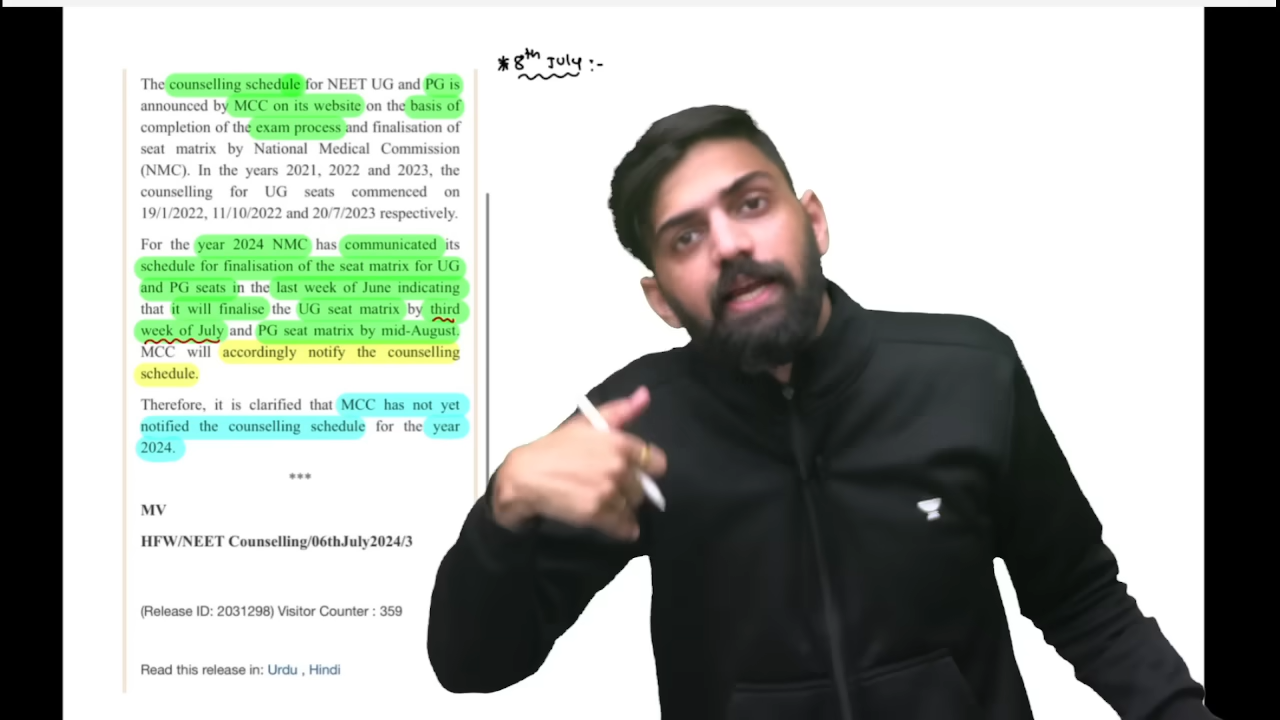 *8th July :-
The counselling schedule for NEET UG and PG is
announced by MCC on its website on the basis of
completion of the exam process and finalisation of
seat matrix by National Medical Commission
(NMC). In the years 2021, 2022 and 2023, the
counselling for UG seats commenced on
19/1/2022, 11/10/2022 and 20/7/2023 respectively.
For the year 2024 NMC has communicated its
schedule for finalisation of the seat matrix for UG
and PG seats in the last week of June indicating
that it will finalise the UG seat matrix by third
week of July and PG seat matrix by mid-August.
MCC will accordingly notify the counselling
schedule.
Therefore, it is clarified that MCC has not yet
notified the counselling schedule for the year
2024.
***
MV
HFW/NEET Counselling/06thJuly2024/3
(Release ID: 2031298) Visitor Counter : 359
Read this release in: Urdu , Hindi